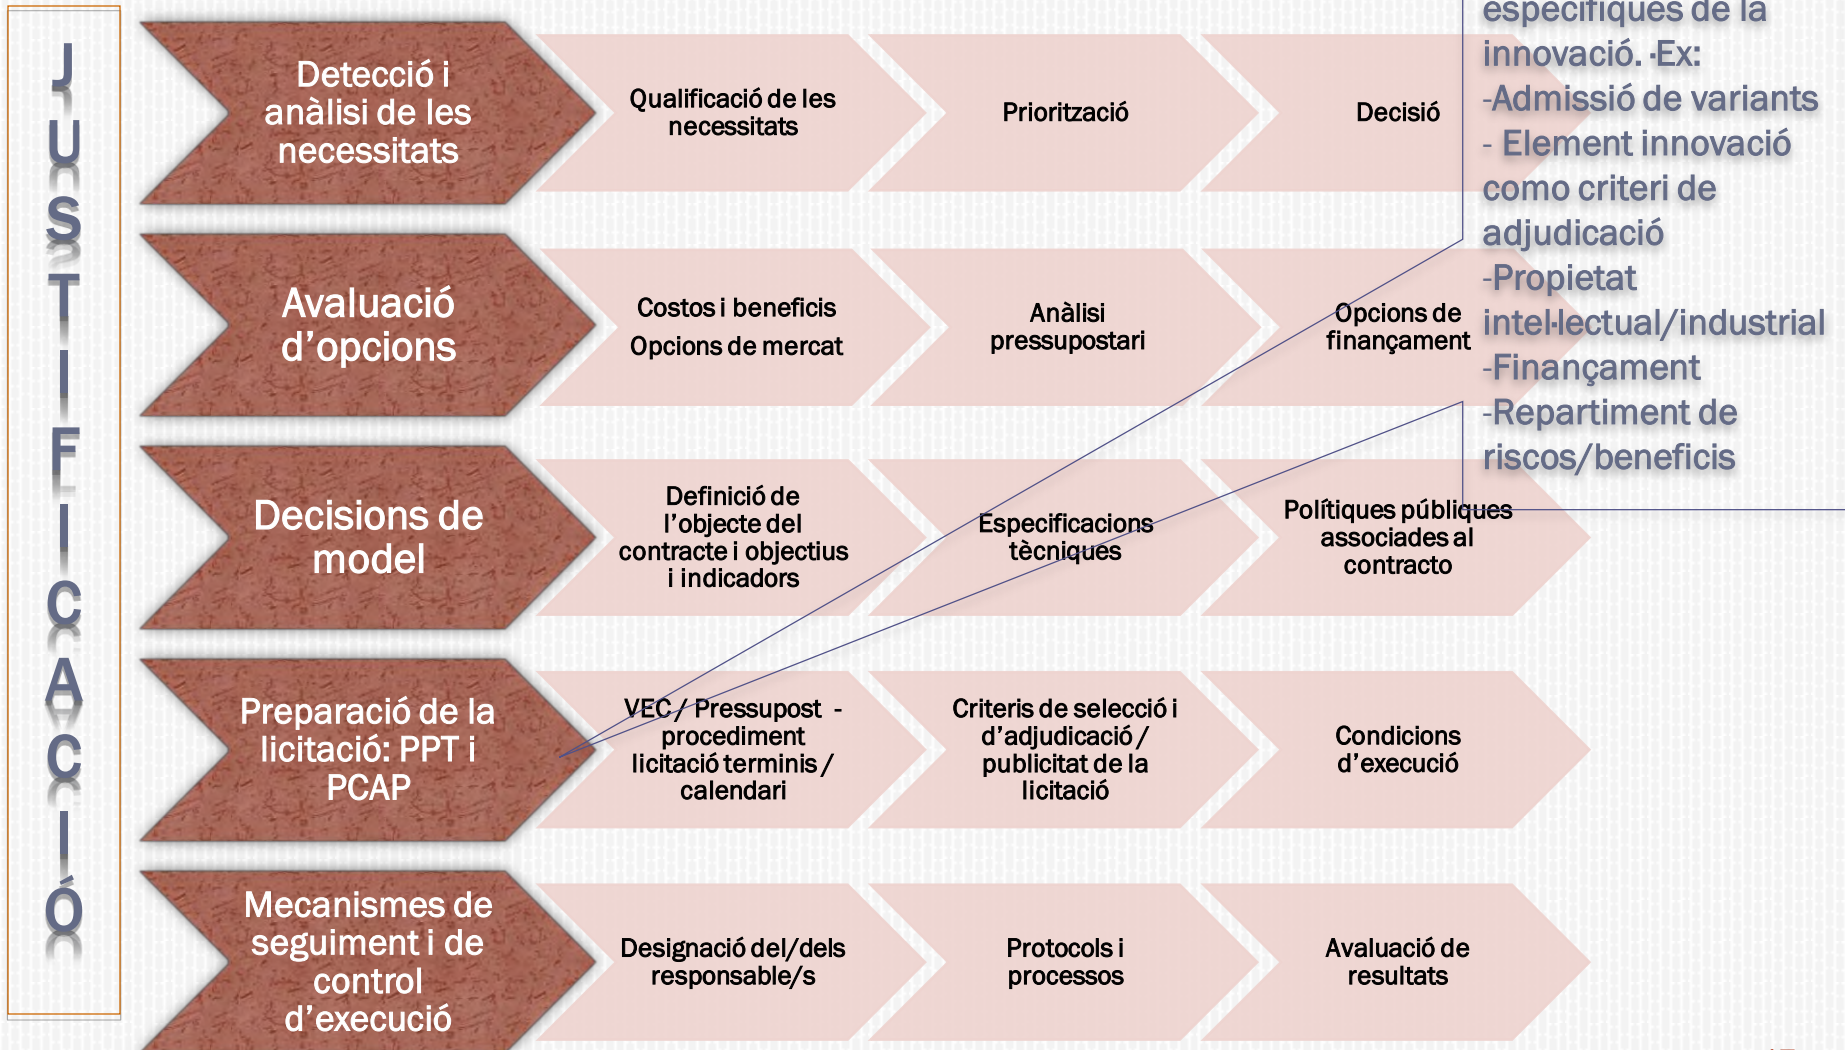 JUSTIFICACIÓ
Detecció i
anàlisi de les
necessitats
Qualificació de les
necessitats
Priorització
Decisió
Avaluació
d’opcions
Costos i beneficis
Opcions de mercat
Anàlisi
pressupostari
Opcions de
finançament
Decisions de
model
Definició de
l’objecte del
contracte i objectius
i indicadors
Especificacions
tècniques
Polítiques públiques
associades al
contracto
Preparació de la
licitació: PPT i
PCAP
VEC / Pressupost -
procediment
licitació terminis /
calendari
Criteris de selecció i
d’adjudicació /
publicitat de la
licitació
Condicions
d’execució
Mecanismes de
seguiment i de
control
d’execució
Designació del/dels
responsable/s
Protocols i
processos
Avaluació de
resultats
específiques de la
innovació. ·Ex:
-Admissió de variants
- Element innovació
como criteri de
adjudicació
-Propietat
intel·lectual/industrial
-Finançament
-Repartiment de
riscos/beneficis